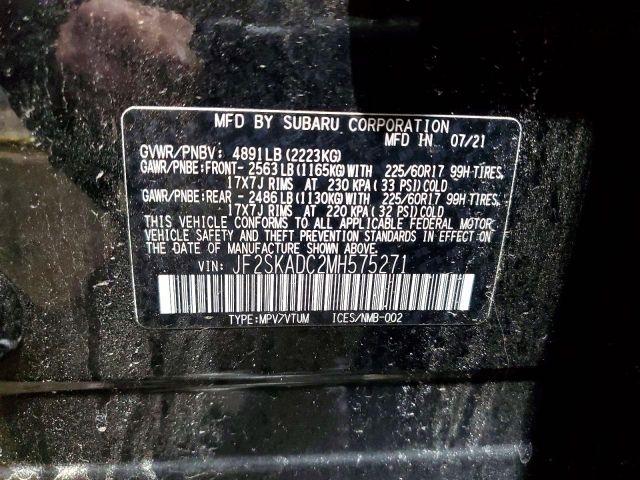 MFD BY SUBARU CORPORATION
MFD IN 07/21
GVWR/PNBV: 4891LB(2223KG)
GAWR/PNBE:FRONT- 2563LB(1165KG)WITH 225/60R17 99H TIRES,
17X7J RIMS AT 230 KPA(33 PSI)COLD
GAWR/PNBE:REAR - 2486LB(1130KG)WITH 225/60R17 99H TIRES,
17X7J RIMS AT 220 KPA(32 PSI)COLD
THIS VEHICLE CONFORMS TO ALL APPLICABLE FEDERAL MOTOR
VEHICLE SAFETY AND THEFT PREVENTION STANDARDS IN EFFECT ON
THE DATE OF MANUFACTURE SHOWN ABOVE.
VIN: JF2SKADC2MH575271
TYPE:MPV/VTUM ICES/NMB-002